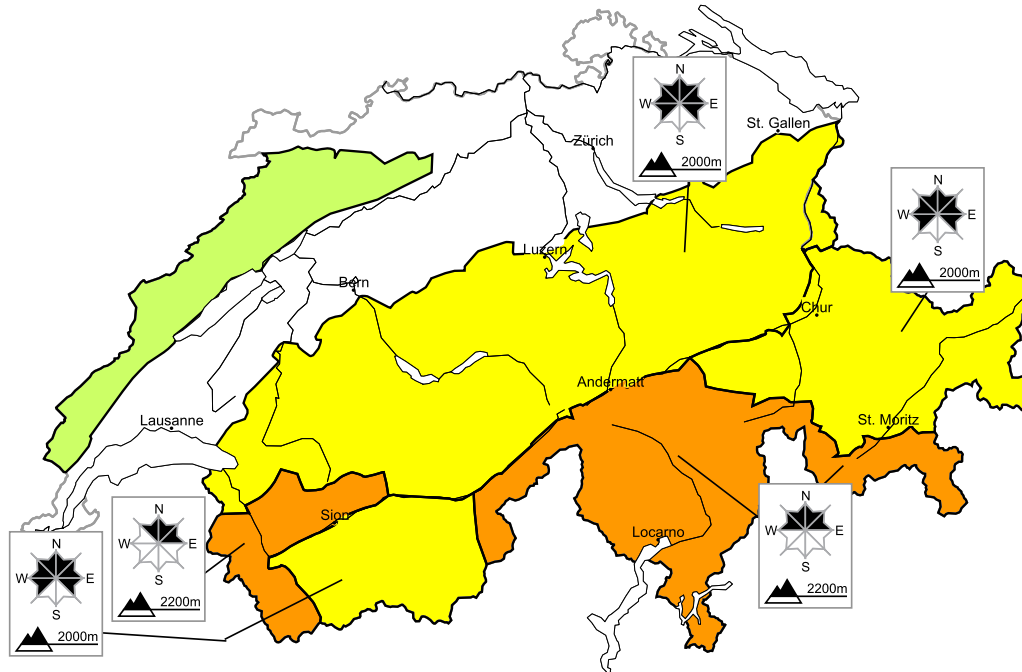 N
W E
S
2000m
St. Gallen
Zürich
N
W E
S
2000m
Luzern
Bern
Chur
Andermatt
Lausanne
St. Moritz
N
W E
S
2200m
Sion
N
W E
S
2200m
Locarno
N
W E
S
2000m